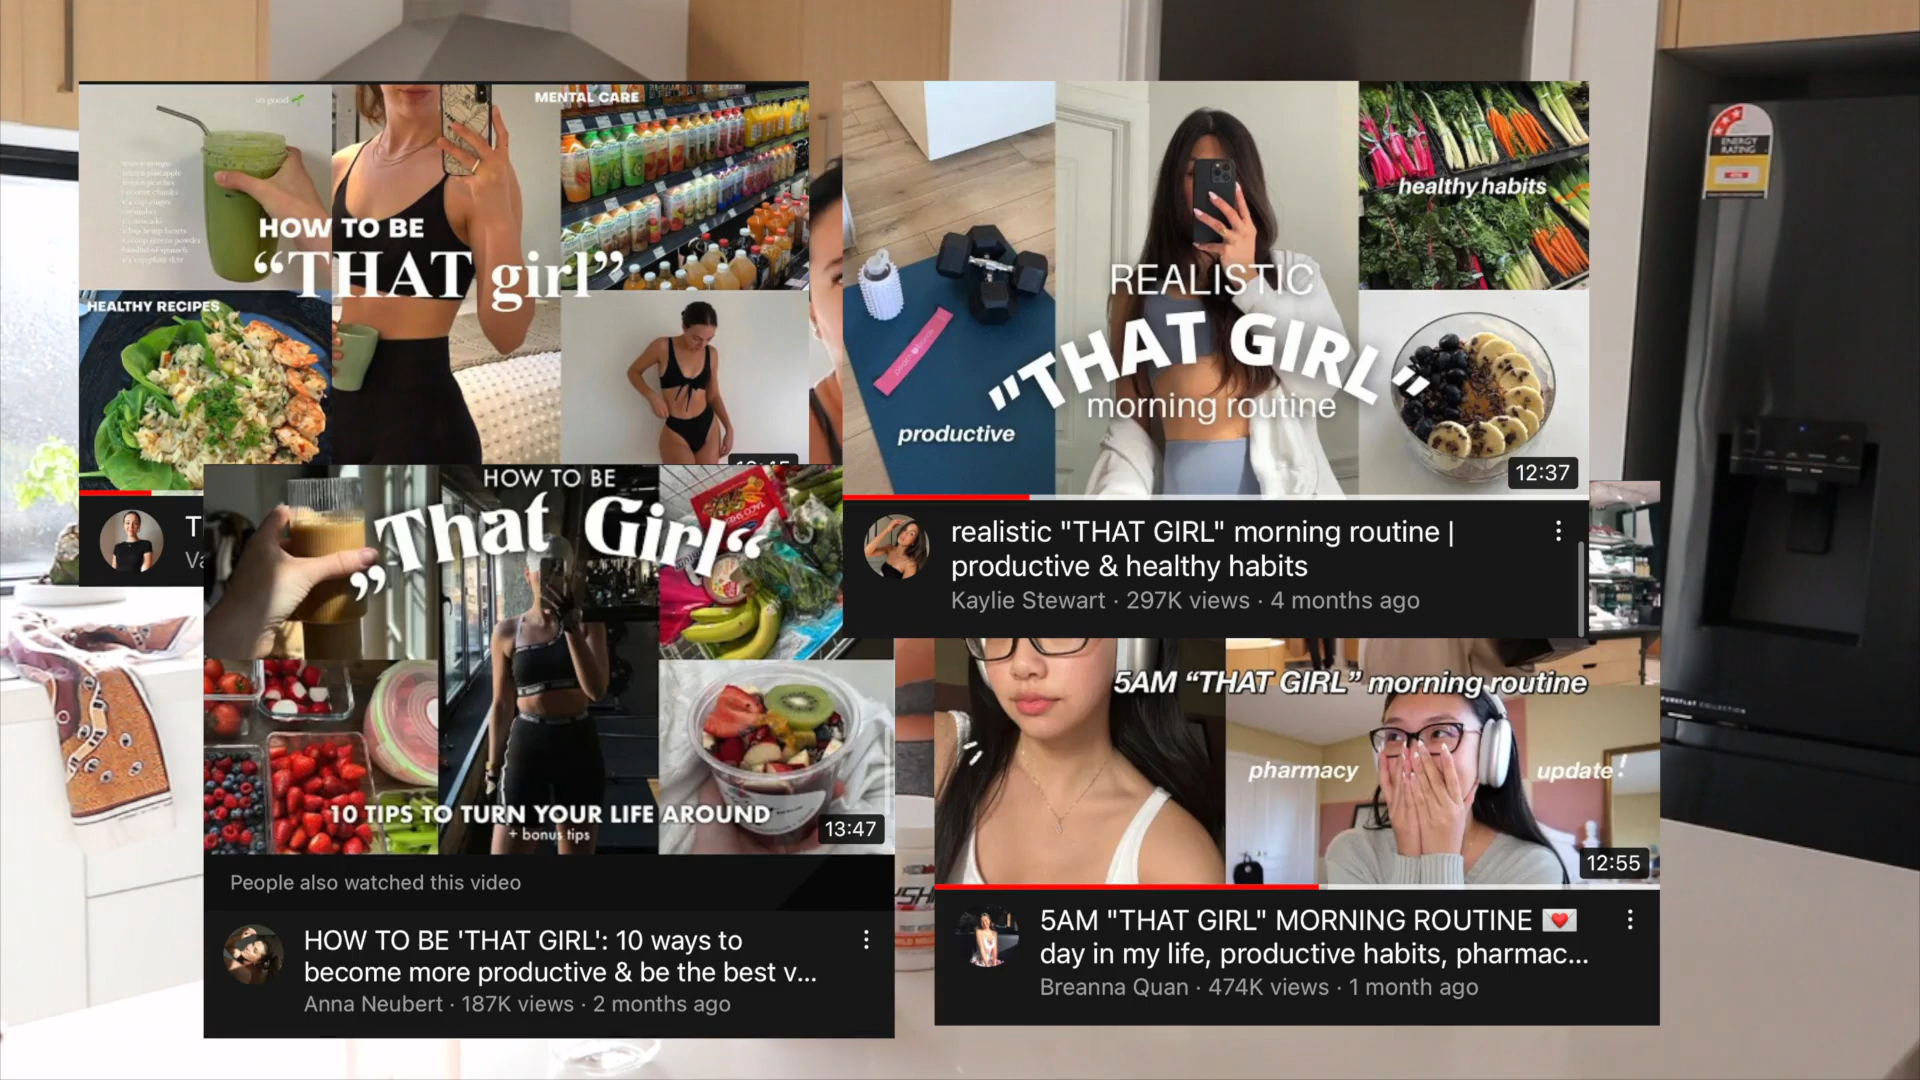 so good
MENTAL CARE
HOW TO BE
“THAT girl”
HEALTHY RECIPES
T
Va
REALISTIC
"THAT GIRL"
morning routine
healthy habits
productive
12:37
realistic "THAT GIRL" morning routine |
productive & healthy habits
Kaylie Stewart · 297K views · 4 months ago
HOW TO BE
„That Girl“
10 TIPS TO TURN YOUR LIFE AROUND
+ bonus tips
13:47
People also watched this video
HOW TO BE 'THAT GIRL': 10 ways to
become more productive & be the best v...
Anna Neubert · 187K views · 2 months ago
5AM “THAT GIRL” morning routine
pharmacy update!
12:55
5AM "THAT GIRL" MORNING ROUTINE 💌
day in my life, productive habits, pharmac...
Breanna Quan · 474K views · 1 month ago
ENERGY
RATING